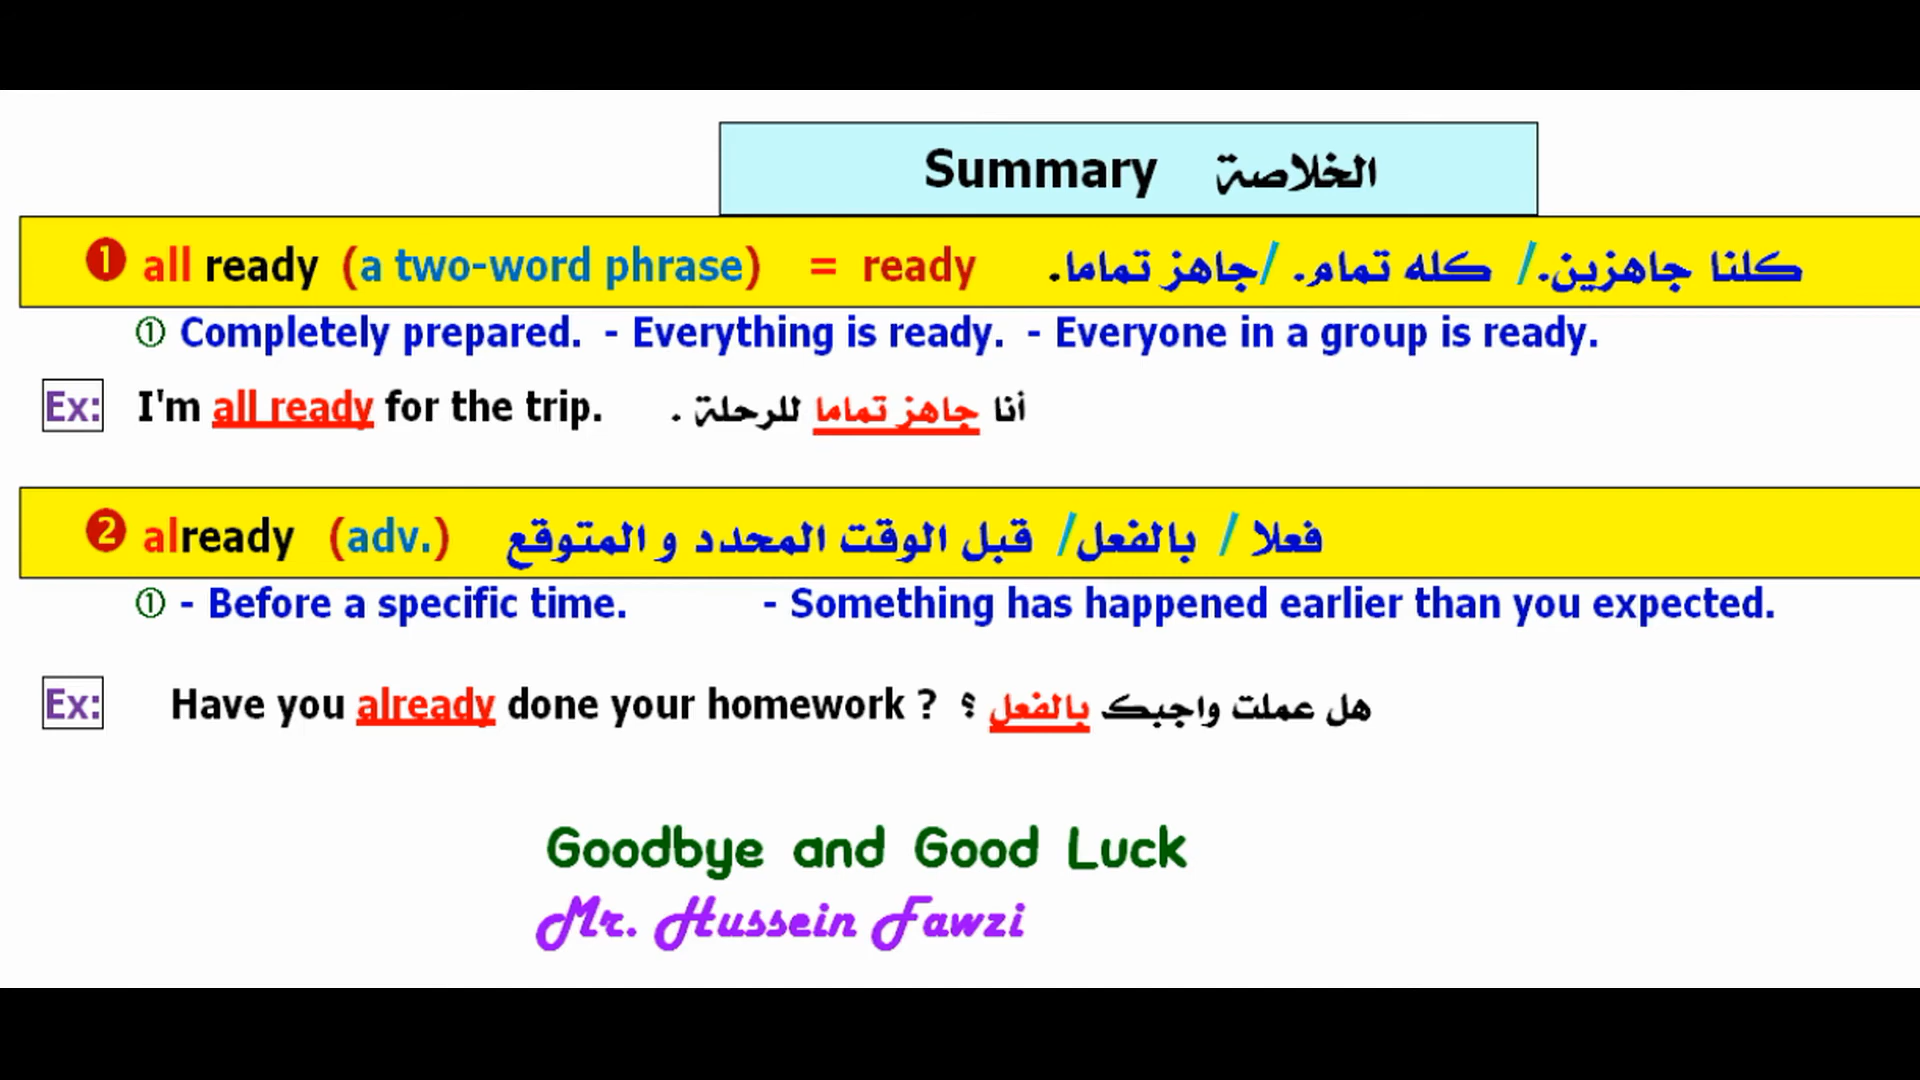 Summary الخلاصة
❶ all ready (a two-word phrase) = ready كلنا جاهزين./ كله تمام. /جاهز تماما.
① Completely prepared. - Everything is ready. - Everyone in a group is ready.
Ex: I'm all ready for the trip. أنا جاهز تماما للرحلة .
❷ already (adv.) فعلا / بالفعل/ قبل الوقت المحدد و المتوقع
① - Before a specific time. - Something has happened earlier than you expected.
Ex: Have you already done your homework ? هل عملت واجبك بالفعل ؟
Goodbye and Good Luck
Mr. Hussein Fawzi